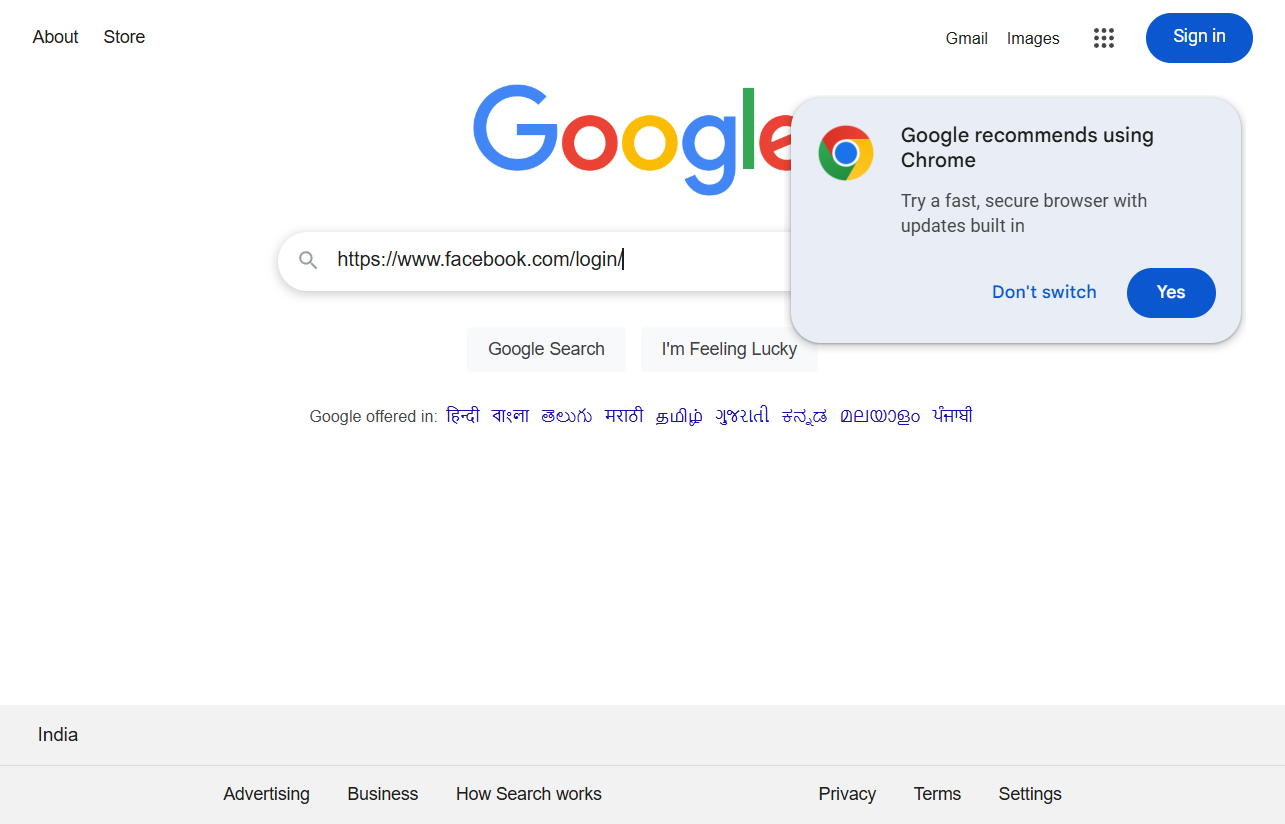 About Store
Gmail Images
Sign in
Google
Google recommends using
Chrome
Try a fast, secure browser with
updates built in
Don't switch
Yes
https://www.facebook.com/login/
Google Search
I'm Feeling Lucky
Google offered in: हिन्दी বাংলা తెలుగు मराठी தமிழ் ગુજરાતી ಕನ್ನಡ മലയാളം ਪੰਜਾਬੀ
India
Advertising Business How Search works
Privacy Terms Settings